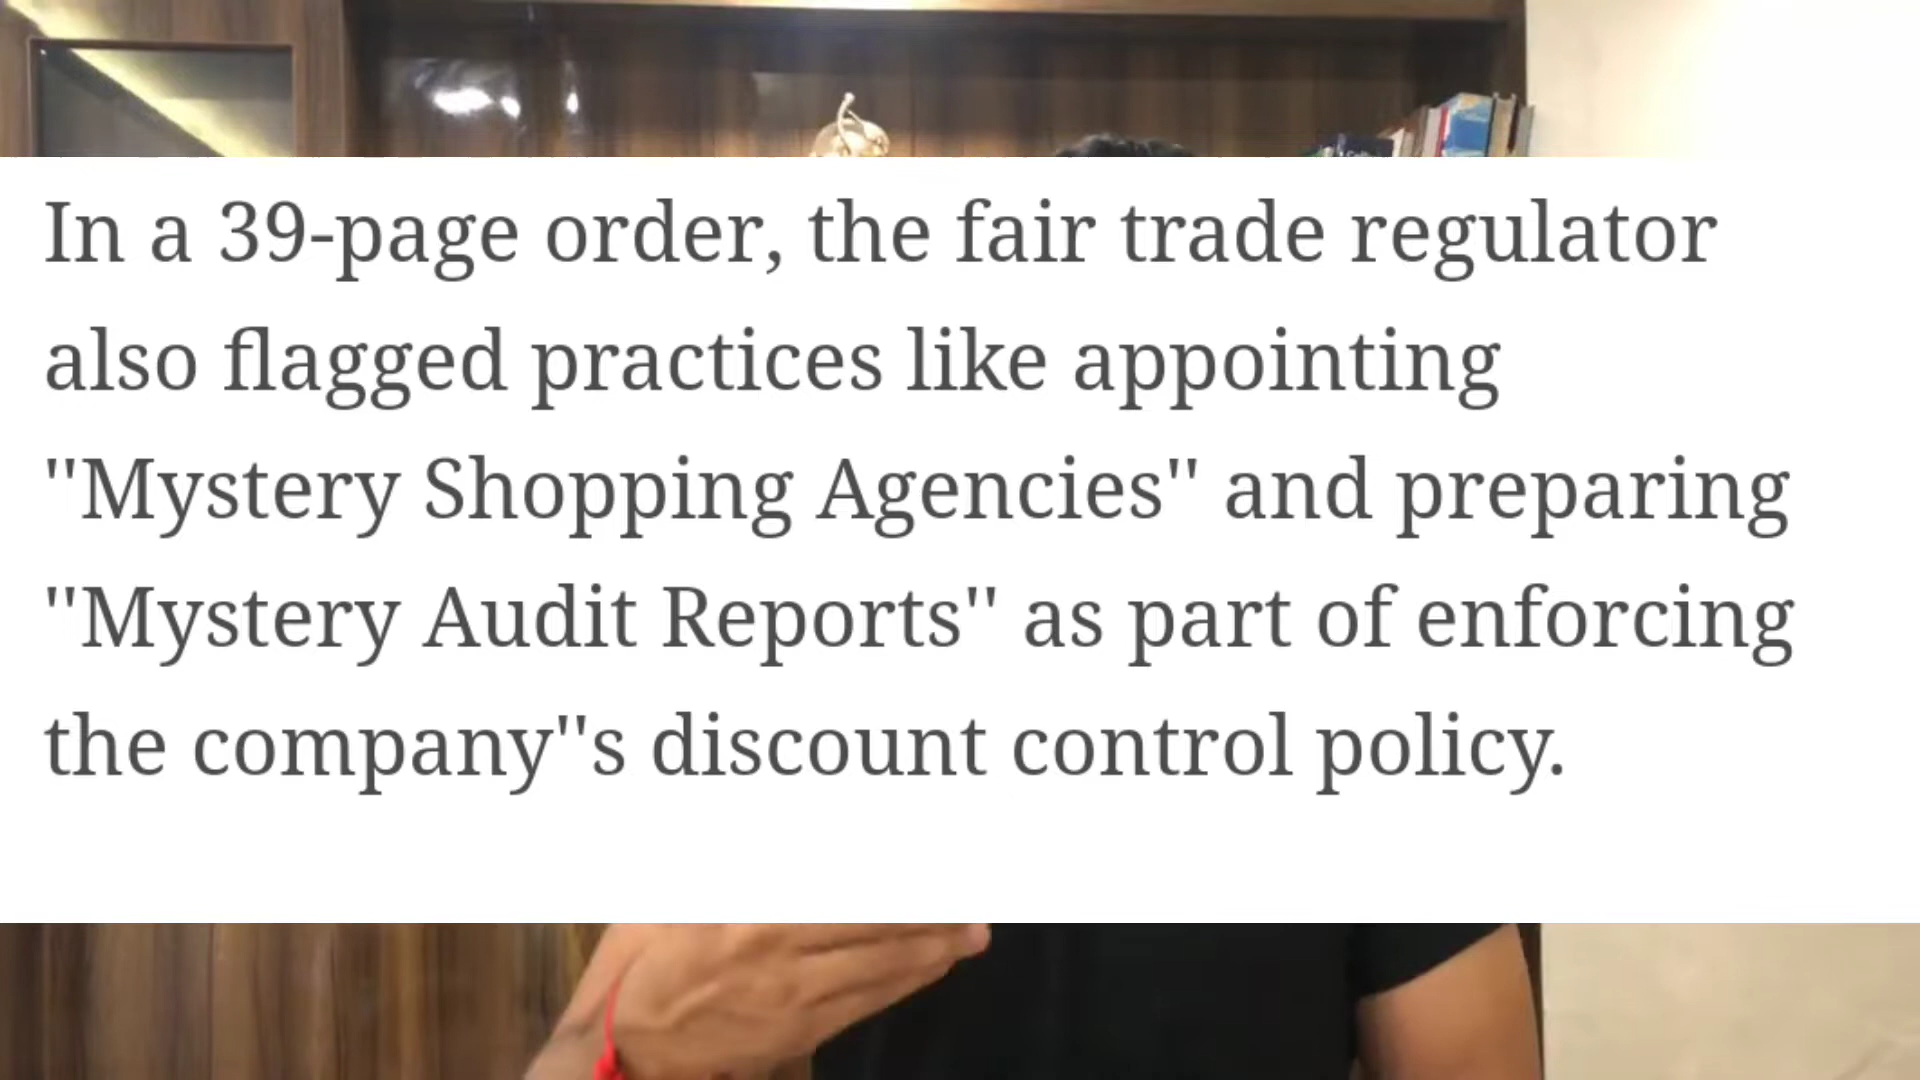 In a 39-page order, the fair trade regulator
also flagged practices like appointing
''Mystery Shopping Agencies'' and preparing
''Mystery Audit Reports'' as part of enforcing
the company''s discount control policy.